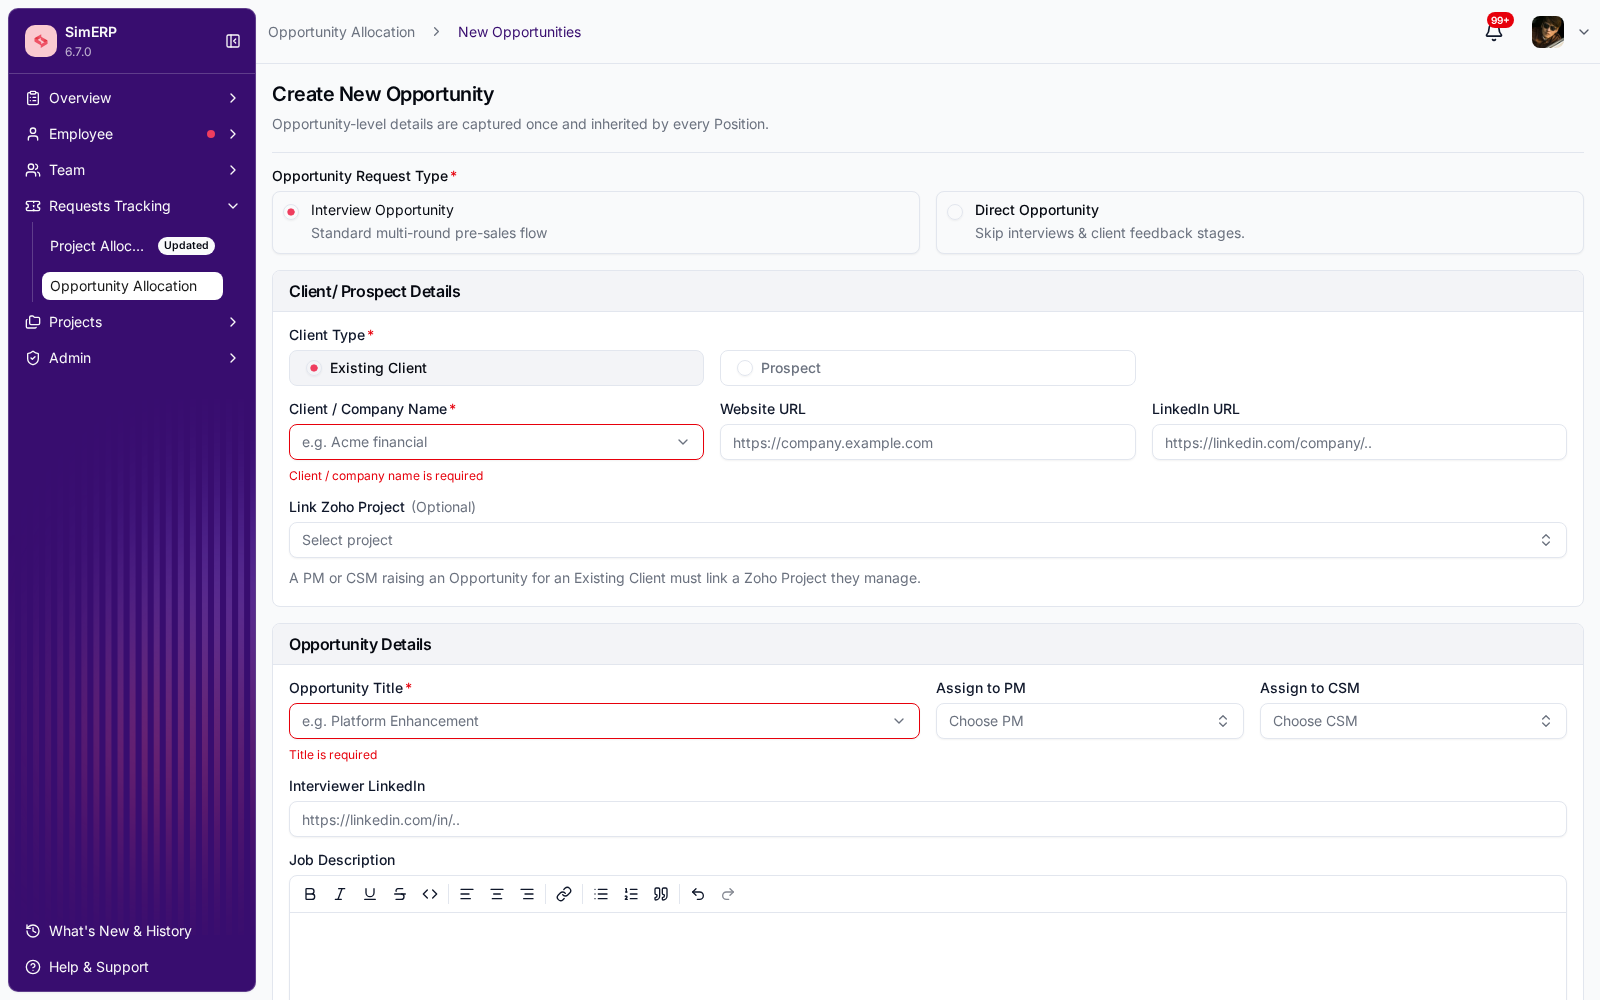 SimERP
6.7.0
Overview
Employee
Team
Requests Tracking
Project Alloc... Updated
Opportunity Allocation
Projects
Admin
What's New & History
Help & Support
Opportunity Allocation > New Opportunities
99+
Create New Opportunity
Opportunity-level details are captured once and inherited by every Position.
Opportunity Request Type*
Interview Opportunity
Standard multi-round pre-sales flow
Direct Opportunity
Skip interviews & client feedback stages.
Client/ Prospect Details
Client Type*
Existing Client
Prospect
Client / Company Name* Website URL LinkedIn URL
e.g. Acme financial https://company.example.com https://linkedin.com/company/..
Client / company name is required
Link Zoho Project (Optional)
Select project
A PM or CSM raising an Opportunity for an Existing Client must link a Zoho Project they manage.
Opportunity Details
Opportunity Title* Assign to PM Assign to CSM
e.g. Platform Enhancement Choose PM Choose CSM
Title is required
Interviewer LinkedIn
https://linkedin.com/in/..
Job Description